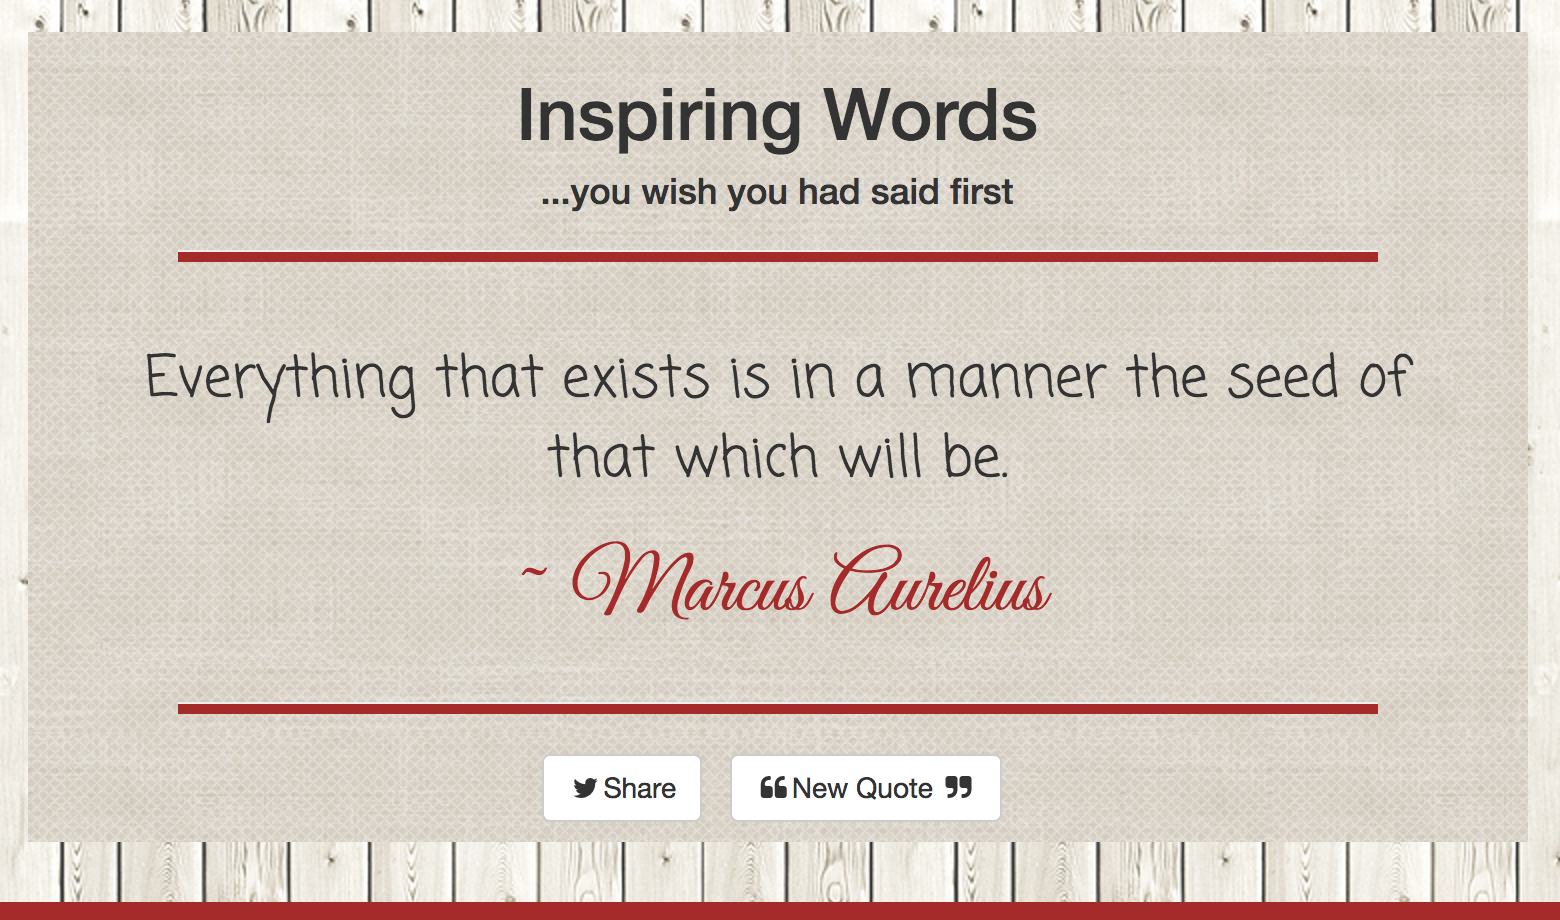 Inspiring Words
...you wish you had said first
Everything that exists is in a manner the seed of
that which will be.
~ Marcus Aurelius
Share
New Quote